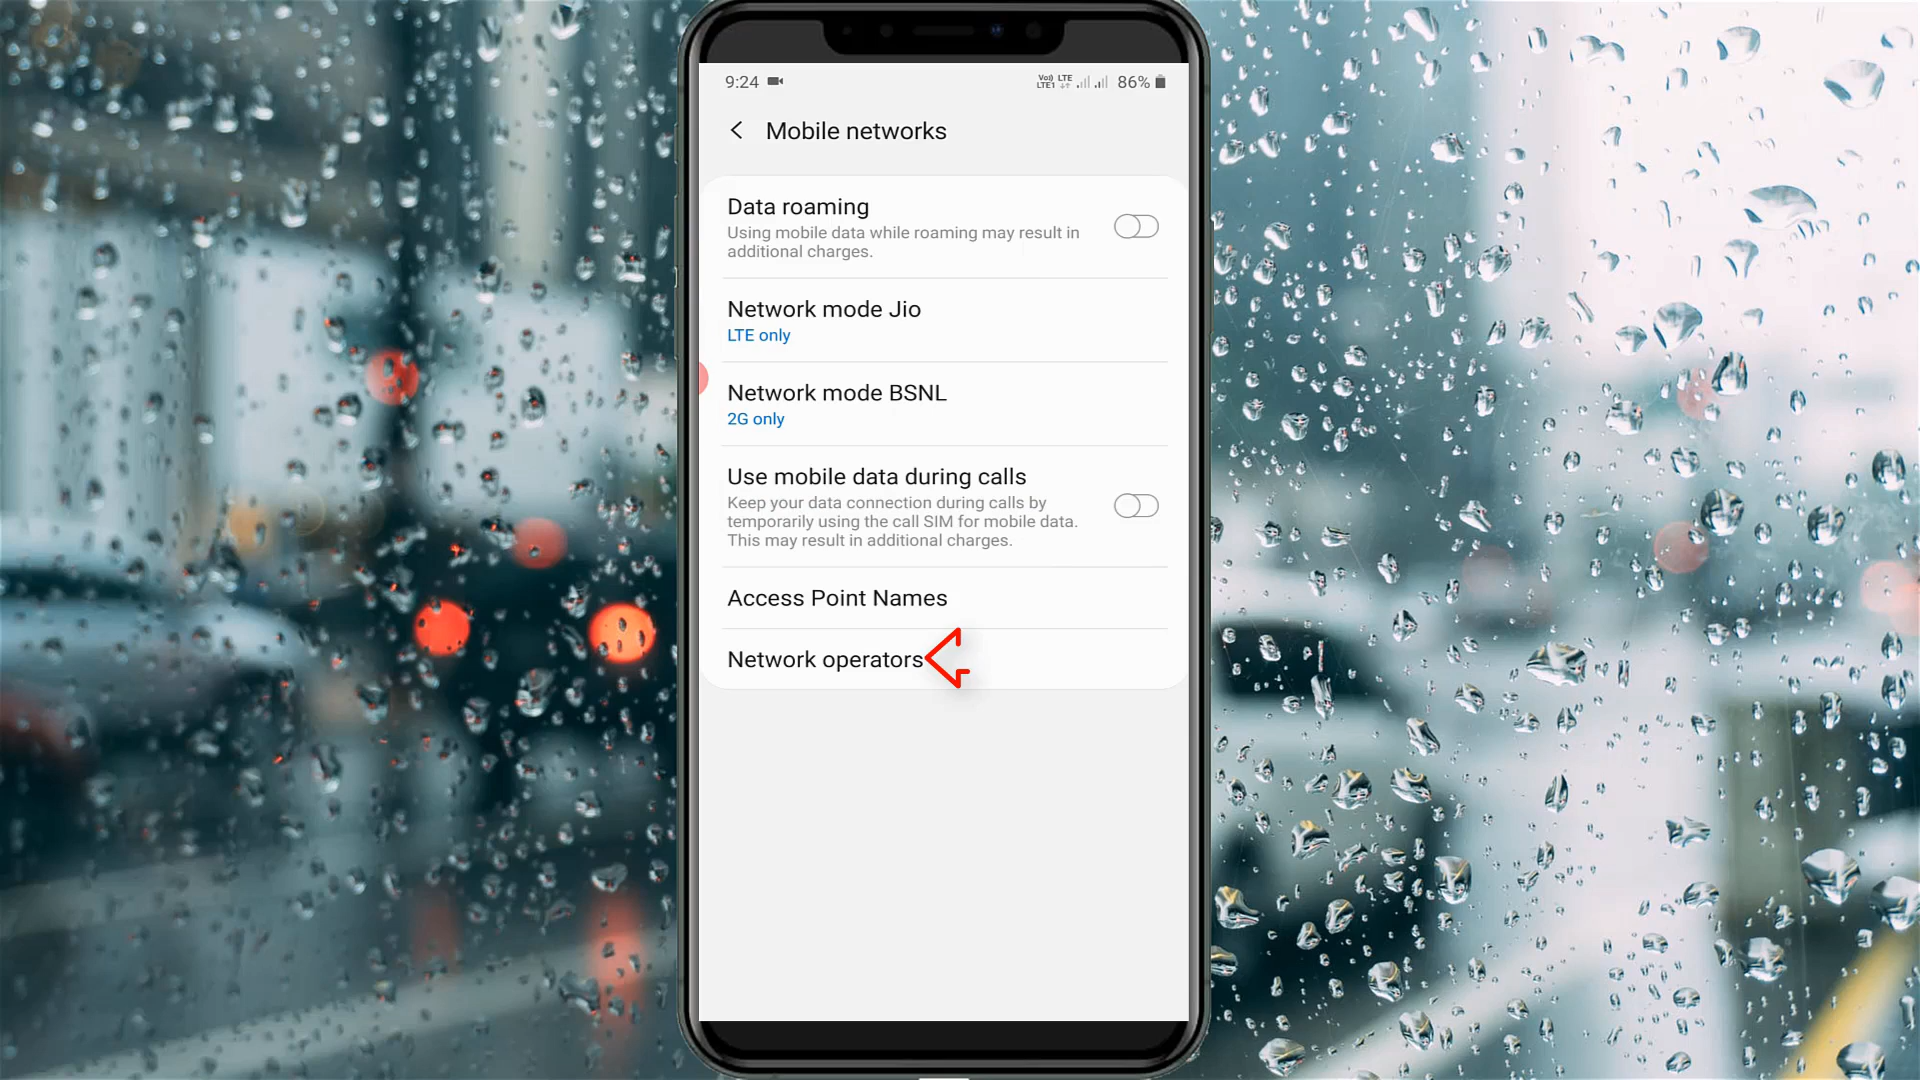 9:24
Vo)) LTE
LTE1
86%
Mobile networks
Data roaming
Using mobile data while roaming may result in
additional charges.
Network mode Jio
LTE only
Network mode BSNL
2G only
Use mobile data during calls
Keep your data connection during calls by
temporarily using the call SIM for mobile data.
This may result in additional charges.
Access Point Names
Network operators